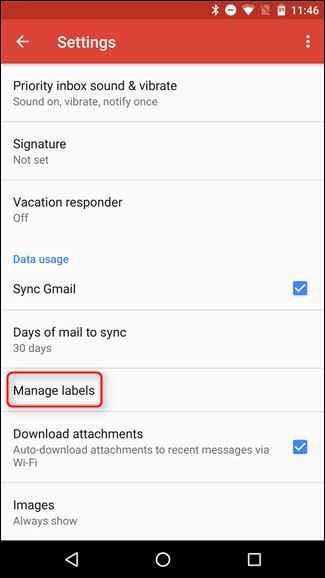 11:46
Settings
Priority inbox sound & vibrate
Sound on, vibrate, notify once
Signature
Not set
Vacation responder
Off
Data usage
Sync Gmail
Days of mail to sync
30 days
Manage labels
Download attachments
Auto-download attachments to recent messages via
Wi-Fi
Images
Always show